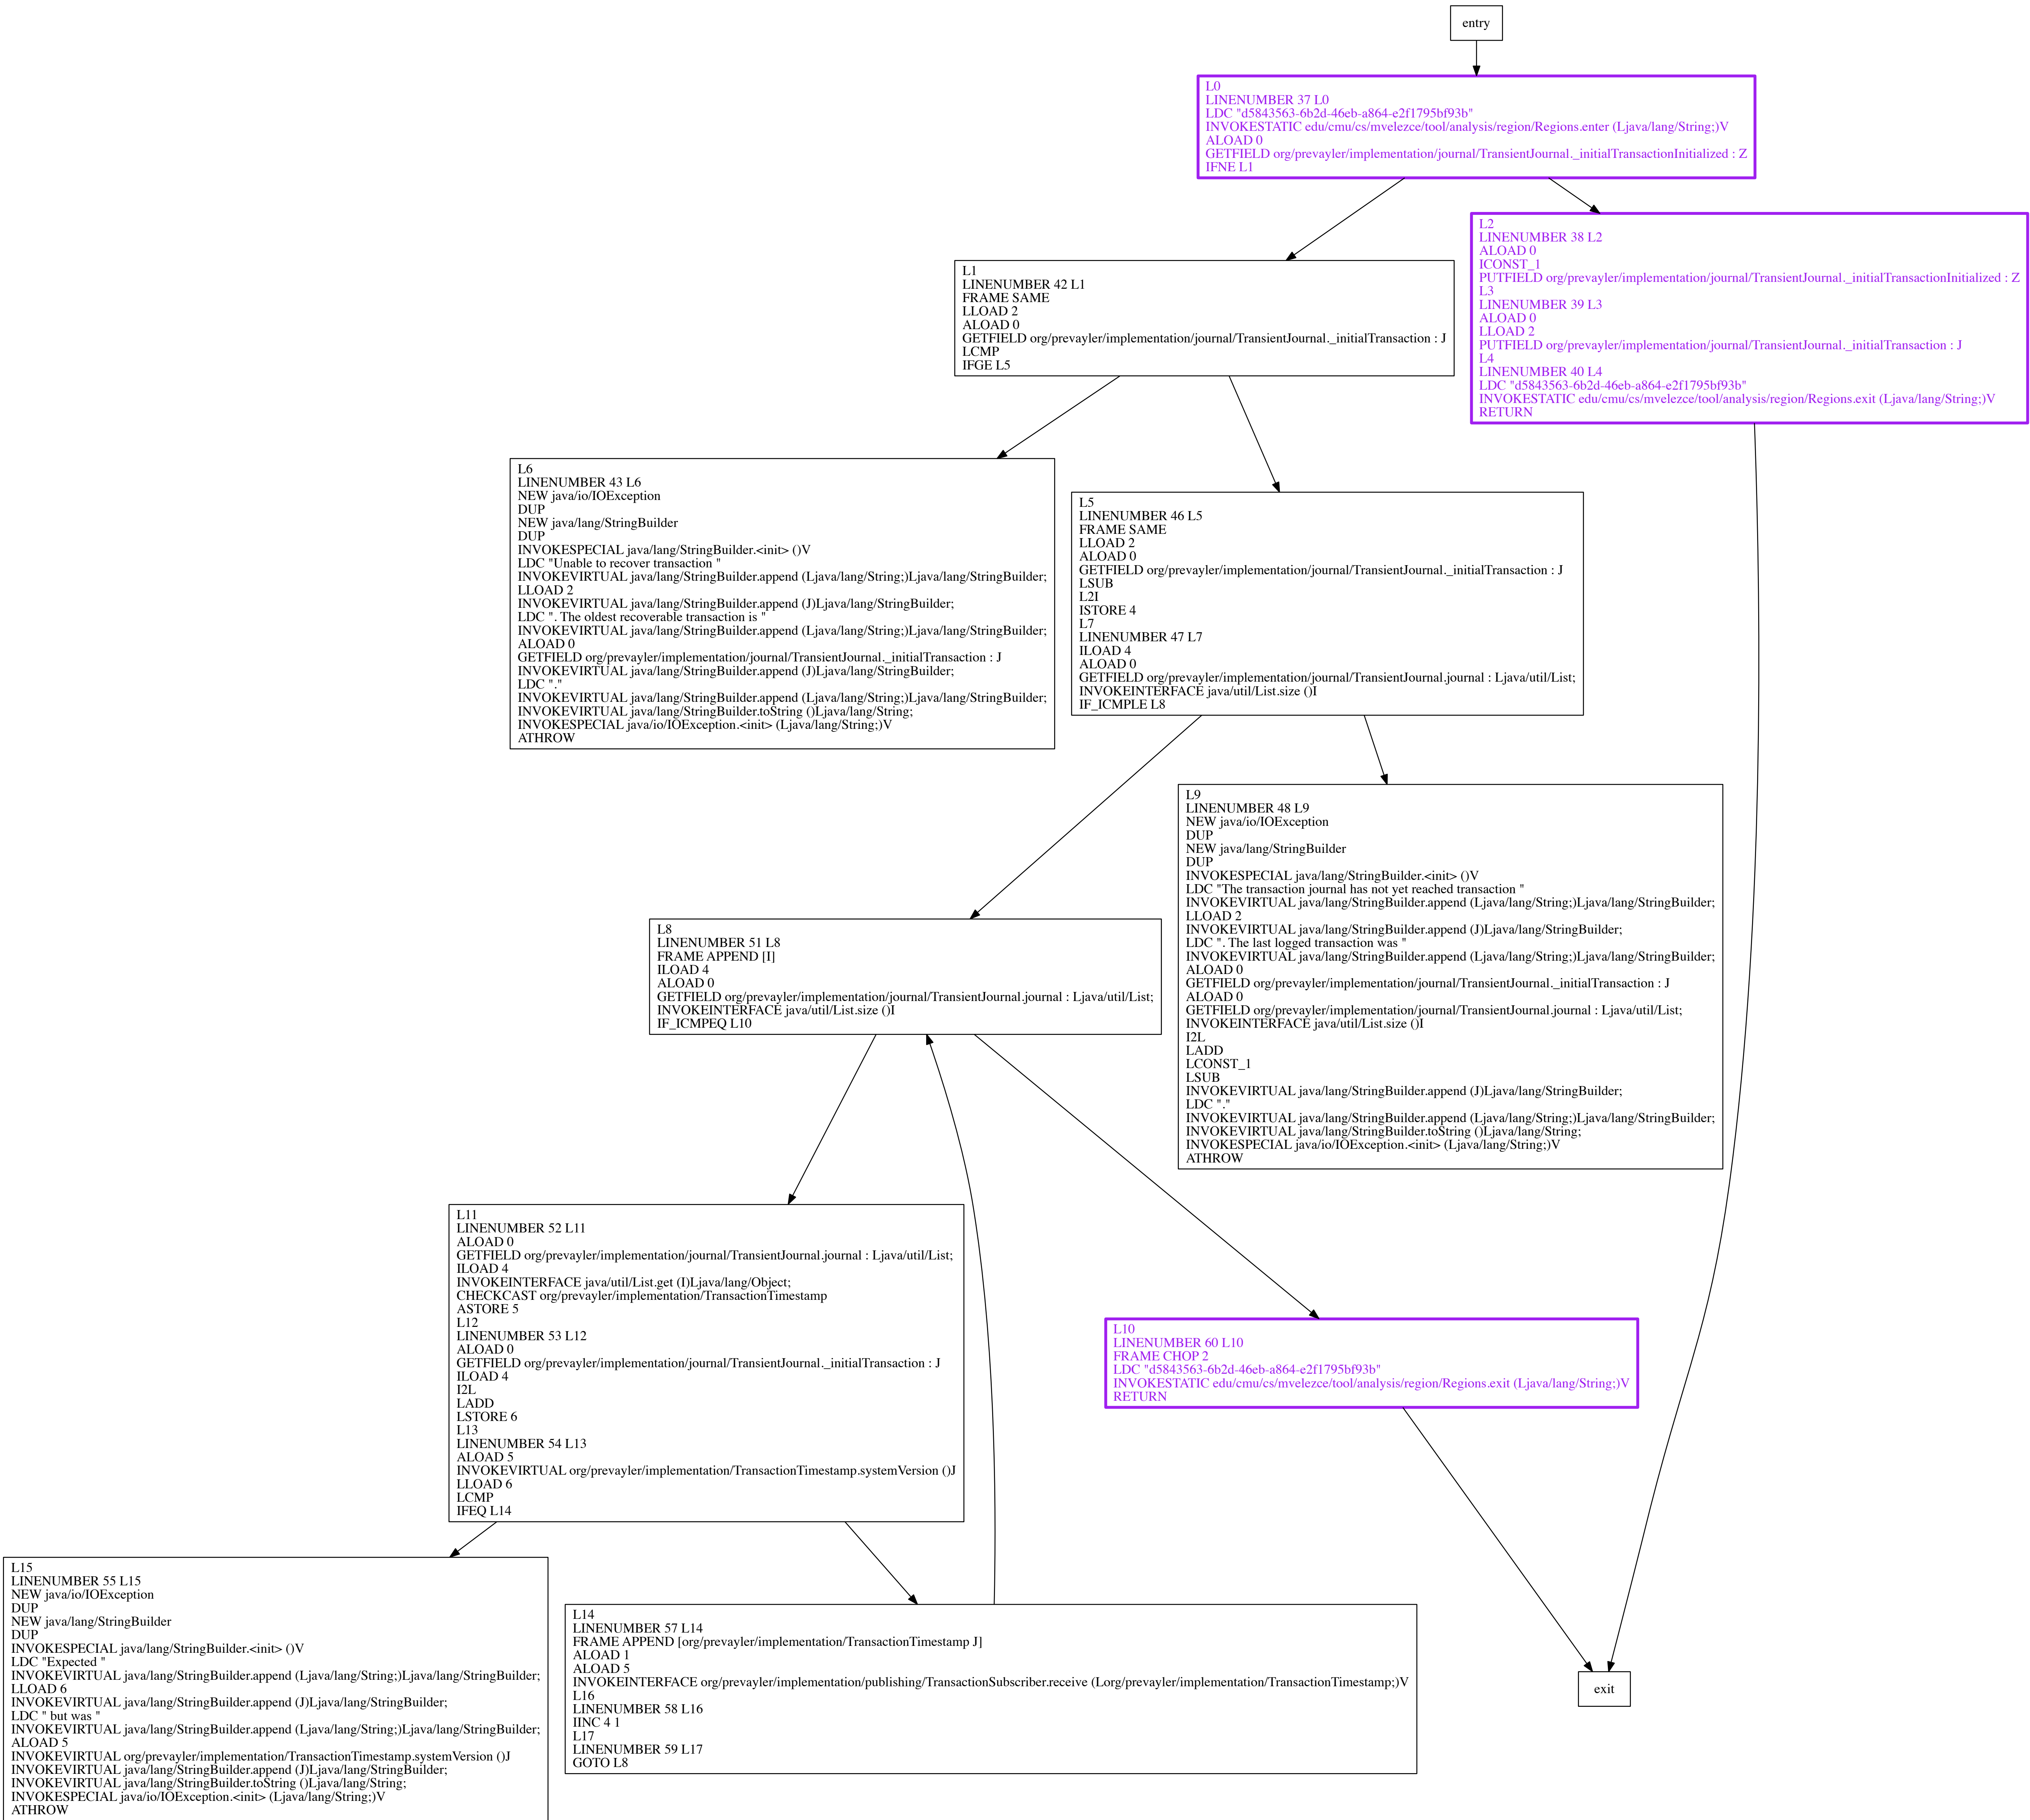 entry
L0
LINENUMBER 37 L0
LDC "d5843563-6b2d-46eb-a864-e2f1795bf93b"
INVOKESTATIC edu/cmu/cs/mvelezce/tool/analysis/region/Regions.enter (Ljava/lang/String;)V
ALOAD 0
GETFIELD org/prevayler/implementation/journal/TransientJournal._initialTransactionInitialized : Z
IFNE L1
L2
LINENUMBER 38 L2
ALOAD 0
ICONST_1
PUTFIELD org/prevayler/implementation/journal/TransientJournal._initialTransactionInitialized : Z
L3
LINENUMBER 39 L3
ALOAD 0
LLOAD 2
PUTFIELD org/prevayler/implementation/journal/TransientJournal._initialTransaction : J
L4
LINENUMBER 40 L4
LDC "d5843563-6b2d-46eb-a864-e2f1795bf93b"
INVOKESTATIC edu/cmu/cs/mvelezce/tool/analysis/region/Regions.exit (Ljava/lang/String;)V
RETURN
L1
LINENUMBER 42 L1
FRAME SAME
LLOAD 2
ALOAD 0
GETFIELD org/prevayler/implementation/journal/TransientJournal._initialTransaction : J
LCMP
IFGE L5
L6
LINENUMBER 43 L6
NEW java/io/IOException
DUP
NEW java/lang/StringBuilder
DUP
INVOKESPECIAL java/lang/StringBuilder.<init> ()V
LDC "Unable to recover transaction "
INVOKEVIRTUAL java/lang/StringBuilder.append (Ljava/lang/String;)Ljava/lang/StringBuilder;
LLOAD 2
INVOKEVIRTUAL java/lang/StringBuilder.append (J)Ljava/lang/StringBuilder;
LDC ". The oldest recoverable transaction is "
INVOKEVIRTUAL java/lang/StringBuilder.append (Ljava/lang/String;)Ljava/lang/StringBuilder;
ALOAD 0
GETFIELD org/prevayler/implementation/journal/TransientJournal._initialTransaction : J
INVOKEVIRTUAL java/lang/StringBuilder.append (J)Ljava/lang/StringBuilder;
LDC "."
INVOKEVIRTUAL java/lang/StringBuilder.append (Ljava/lang/String;)Ljava/lang/StringBuilder;
INVOKEVIRTUAL java/lang/StringBuilder.toString ()Ljava/lang/String;
INVOKESPECIAL java/io/IOException.<init> (Ljava/lang/String;)V
ATHROW
L5
LINENUMBER 46 L5
FRAME SAME
LLOAD 2
ALOAD 0
GETFIELD org/prevayler/implementation/journal/TransientJournal._initialTransaction : J
LSUB
L2I
ISTORE 4
L7
LINENUMBER 47 L7
ILOAD 4
ALOAD 0
GETFIELD org/prevayler/implementation/journal/TransientJournal.journal : Ljava/util/List;
INVOKEINTERFACE java/util/List.size ()I
IF_ICMPLE L8
L9
LINENUMBER 48 L9
NEW java/io/IOException
DUP
NEW java/lang/StringBuilder
DUP
INVOKESPECIAL java/lang/StringBuilder.<init> ()V
LDC "The transaction journal has not yet reached transaction "
INVOKEVIRTUAL java/lang/StringBuilder.append (Ljava/lang/String;)Ljava/lang/StringBuilder;
LLOAD 2
INVOKEVIRTUAL java/lang/StringBuilder.append (J)Ljava/lang/StringBuilder;
LDC ". The last logged transaction was "
INVOKEVIRTUAL java/lang/StringBuilder.append (Ljava/lang/String;)Ljava/lang/StringBuilder;
ALOAD 0
GETFIELD org/prevayler/implementation/journal/TransientJournal._initialTransaction : J
ALOAD 0
GETFIELD org/prevayler/implementation/journal/TransientJournal.journal : Ljava/util/List;
INVOKEINTERFACE java/util/List.size ()I
I2L
LADD
LCONST_1
LSUB
INVOKEVIRTUAL java/lang/StringBuilder.append (J)Ljava/lang/StringBuilder;
LDC "."
INVOKEVIRTUAL java/lang/StringBuilder.append (Ljava/lang/String;)Ljava/lang/StringBuilder;
INVOKEVIRTUAL java/lang/StringBuilder.toString ()Ljava/lang/String;
INVOKESPECIAL java/io/IOException.<init> (Ljava/lang/String;)V
ATHROW
L8
LINENUMBER 51 L8
FRAME APPEND [I]
ILOAD 4
ALOAD 0
GETFIELD org/prevayler/implementation/journal/TransientJournal.journal : Ljava/util/List;
INVOKEINTERFACE java/util/List.size ()I
IF_ICMPEQ L10
L11
LINENUMBER 52 L11
ALOAD 0
GETFIELD org/prevayler/implementation/journal/TransientJournal.journal : Ljava/util/List;
ILOAD 4
INVOKEINTERFACE java/util/List.get (I)Ljava/lang/Object;
CHECKCAST org/prevayler/implementation/TransactionTimestamp
ASTORE 5
L12
LINENUMBER 53 L12
ALOAD 0
GETFIELD org/prevayler/implementation/journal/TransientJournal._initialTransaction : J
ILOAD 4
I2L
LADD
LSTORE 6
L13
LINENUMBER 54 L13
ALOAD 5
INVOKEVIRTUAL org/prevayler/implementation/TransactionTimestamp.systemVersion ()J
LLOAD 6
LCMP
IFEQ L14
L10
LINENUMBER 60 L10
FRAME CHOP 2
LDC "d5843563-6b2d-46eb-a864-e2f1795bf93b"
INVOKESTATIC edu/cmu/cs/mvelezce/tool/analysis/region/Regions.exit (Ljava/lang/String;)V
RETURN
L15
LINENUMBER 55 L15
NEW java/io/IOException
DUP
NEW java/lang/StringBuilder
DUP
INVOKESPECIAL java/lang/StringBuilder.<init> ()V
LDC "Expected "
INVOKEVIRTUAL java/lang/StringBuilder.append (Ljava/lang/String;)Ljava/lang/StringBuilder;
LLOAD 6
INVOKEVIRTUAL java/lang/StringBuilder.append (J)Ljava/lang/StringBuilder;
LDC " but was "
INVOKEVIRTUAL java/lang/StringBuilder.append (Ljava/lang/String;)Ljava/lang/StringBuilder;
ALOAD 5
INVOKEVIRTUAL org/prevayler/implementation/TransactionTimestamp.systemVersion ()J
INVOKEVIRTUAL java/lang/StringBuilder.append (J)Ljava/lang/StringBuilder;
INVOKEVIRTUAL java/lang/StringBuilder.toString ()Ljava/lang/String;
INVOKESPECIAL java/io/IOException.<init> (Ljava/lang/String;)V
ATHROW
L14
LINENUMBER 57 L14
FRAME APPEND [org/prevayler/implementation/TransactionTimestamp J]
ALOAD 1
ALOAD 5
INVOKEINTERFACE org/prevayler/implementation/publishing/TransactionSubscriber.receive (Lorg/prevayler/implementation/TransactionTimestamp;)V
L16
LINENUMBER 58 L16
IINC 4 1
L17
LINENUMBER 59 L17
GOTO L8
exit